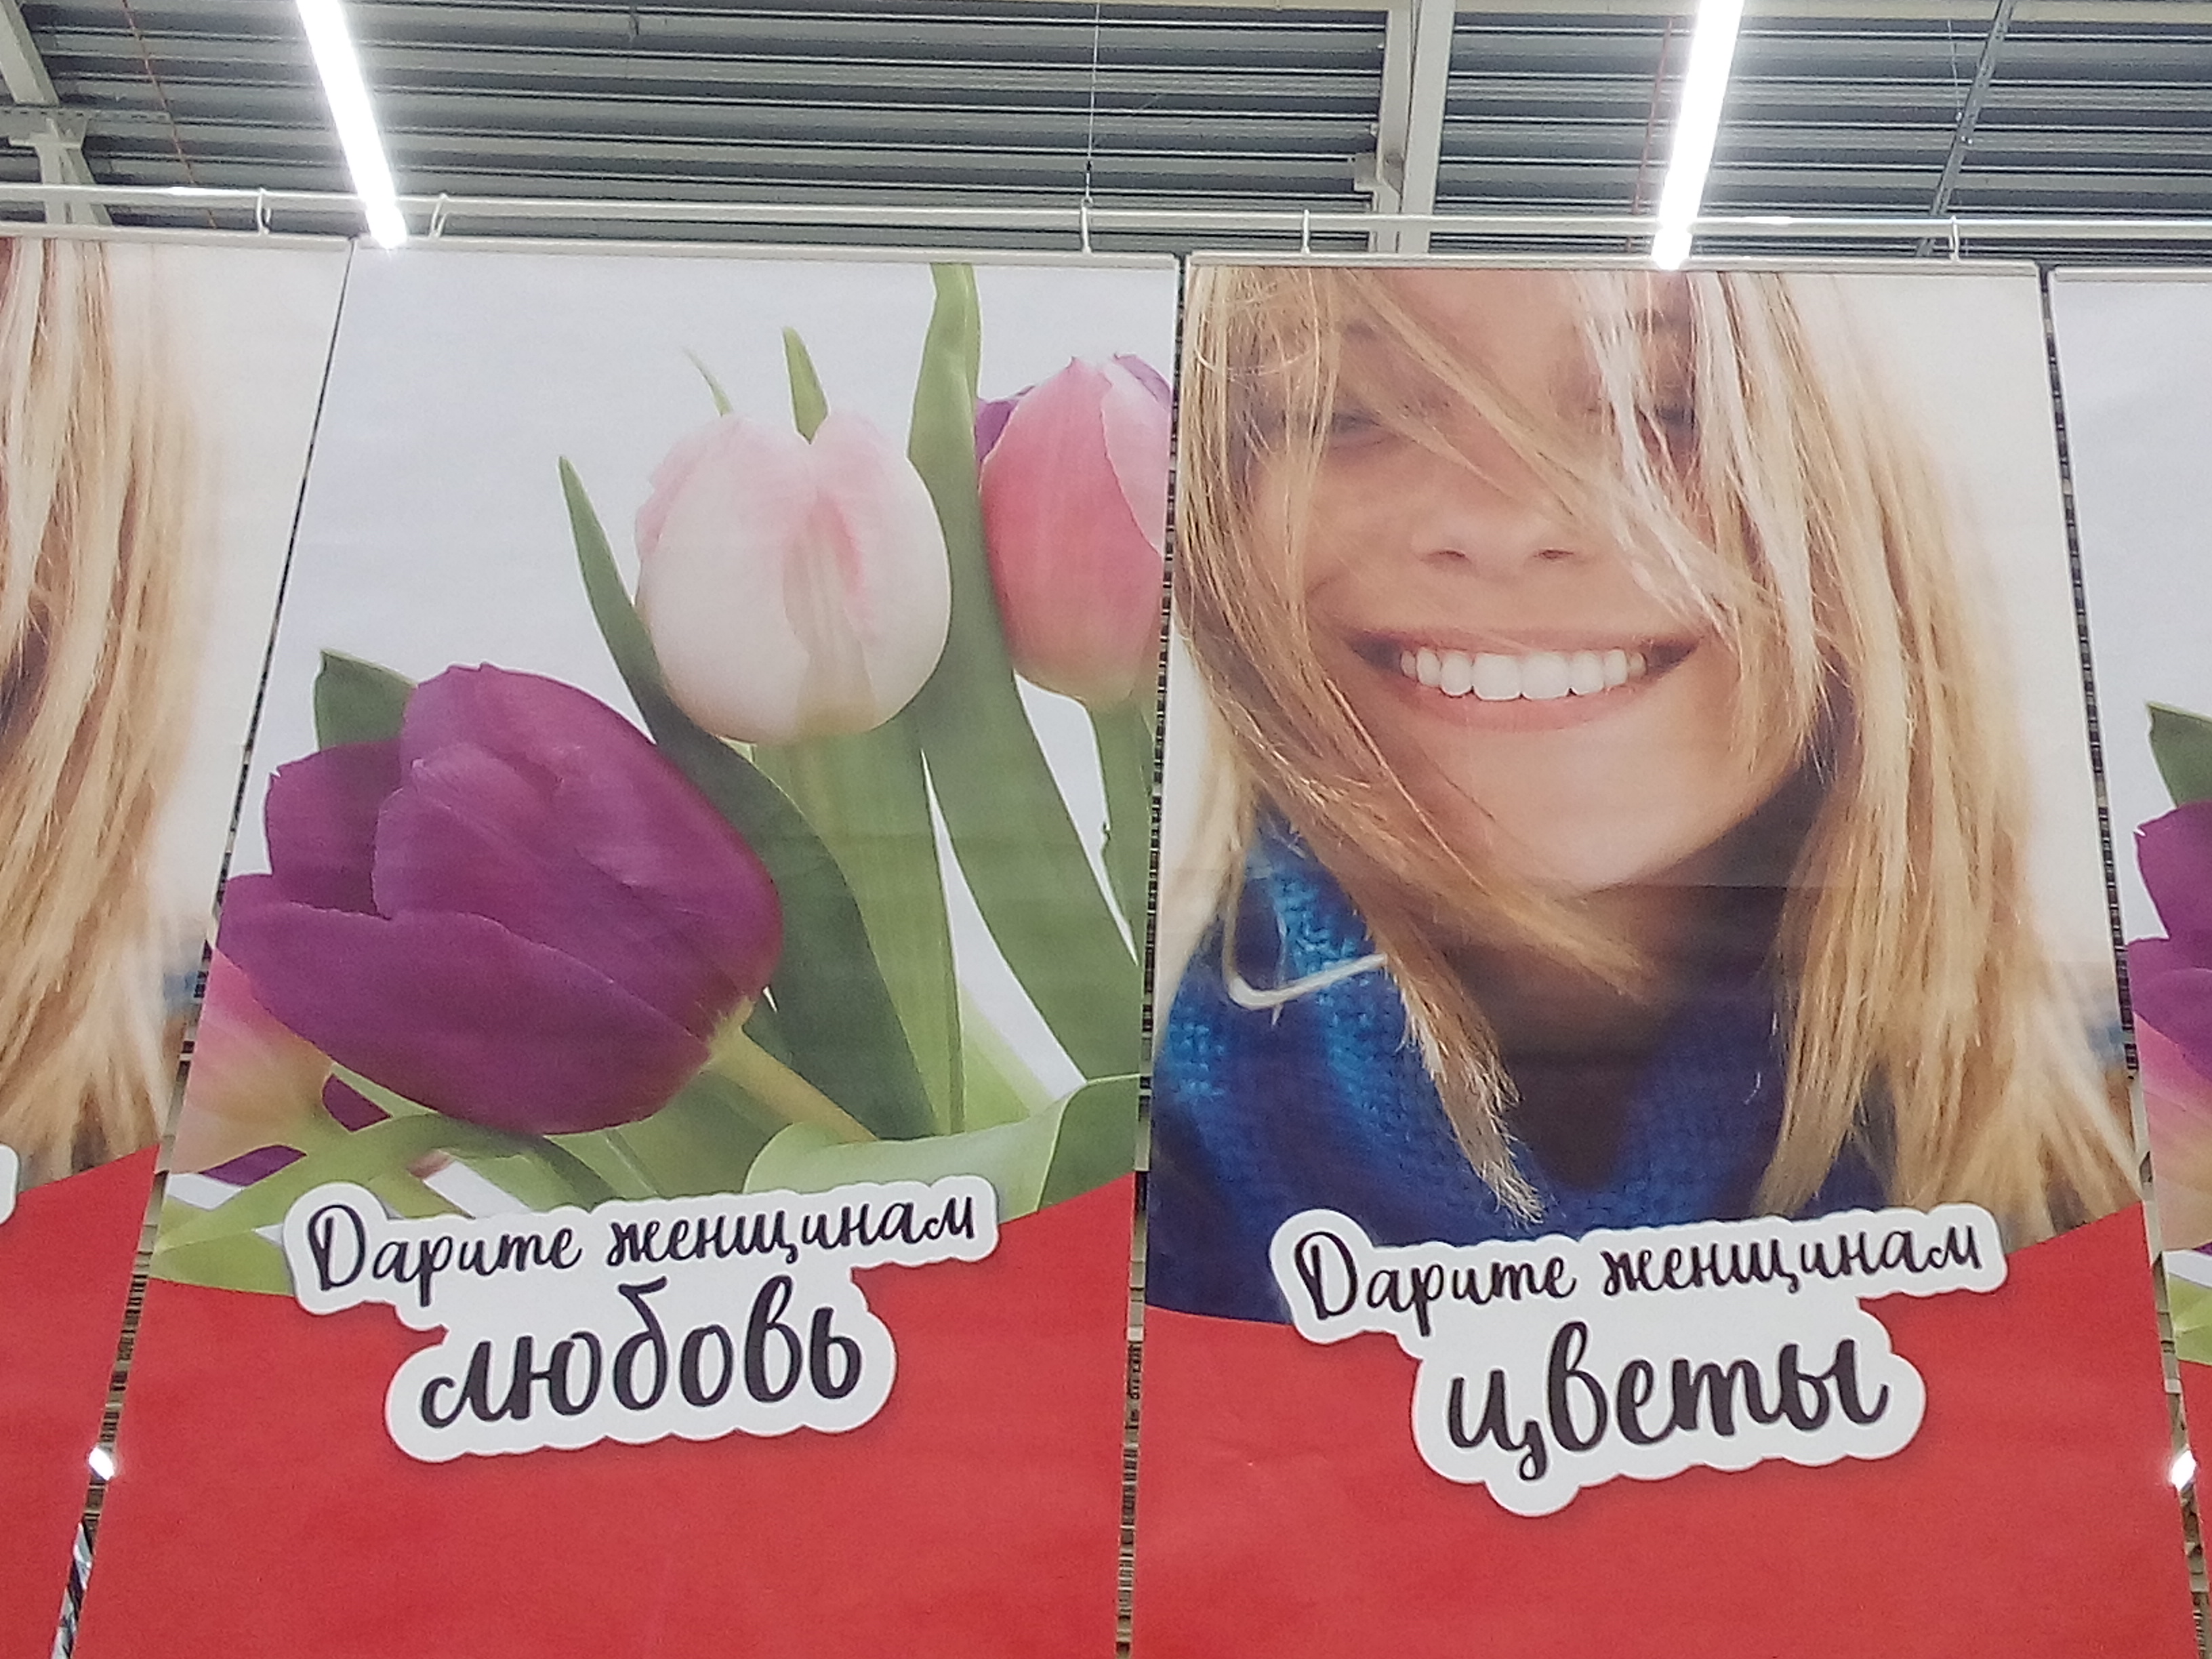 Дарите женщинам
любовь
Дарите женщинам
цветы